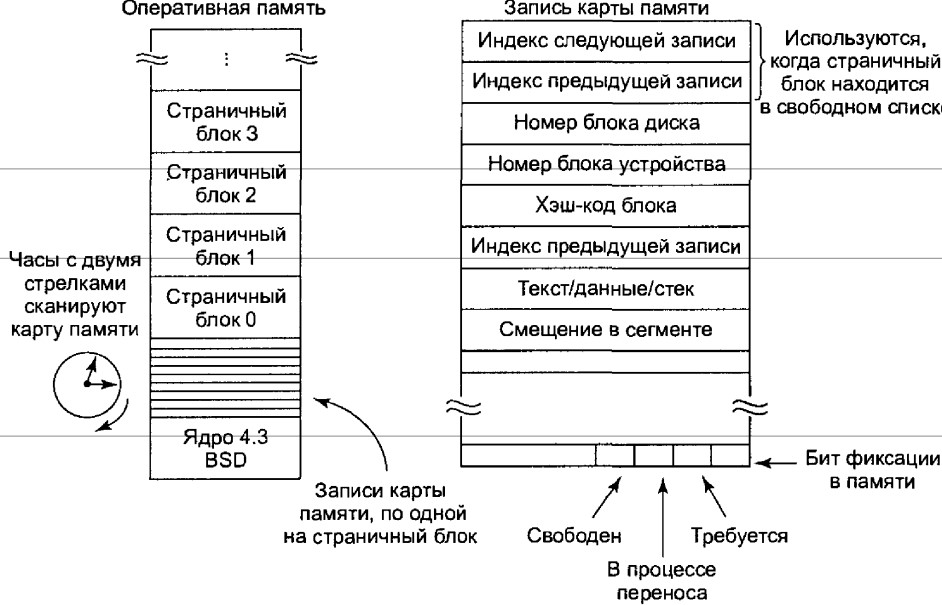 Оперативная память
⋮
Страничный
блок 3
Страничный
блок 2
Страничный
блок 1
Страничный
блок 0
Ядро 4.3
BSD
Часы с двумя
стрелками
сканируют
карту памяти
Записи карты
памяти, по одной
на страничный блок
Запись карты памяти
Индекс следующей записи
Индекс предыдущей записи
Номер блока диска
Номер блока устройства
Хэш-код блока
Индекс предыдущей записи
Текст/данные/стек
Смещение в сегменте
Используются,
когда страничный
блок находится
в свободном списке
Бит фиксации
в памяти
Свободен
В процессе
переноса
Требуется